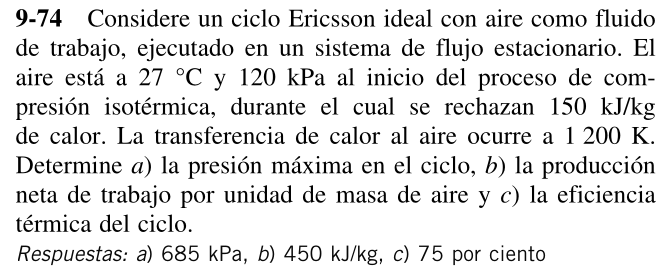 9-74 Considere un ciclo Ericsson ideal con aire como fluido
de trabajo, ejecutado en un sistema de flujo estacionario. El
aire está a 27 °C y 120 kPa al inicio del proceso de com-
presión isotérmica, durante el cual se rechazan 150 kJ/kg
de calor. La transferencia de calor al aire ocurre a 1 200 K.
Determine a) la presión máxima en el ciclo, b) la producción
neta de trabajo por unidad de masa de aire y c) la eficiencia
térmica del ciclo.
Respuestas: a) 685 kPa, b) 450 kJ/kg, c) 75 por ciento